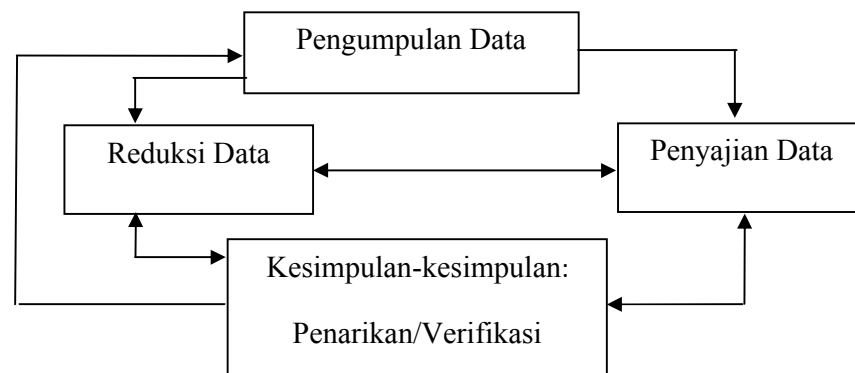 Pengumpulan Data
Reduksi Data
Penyajian Data
Kesimpulan-kesimpulan:
Penarikan/Verifikasi